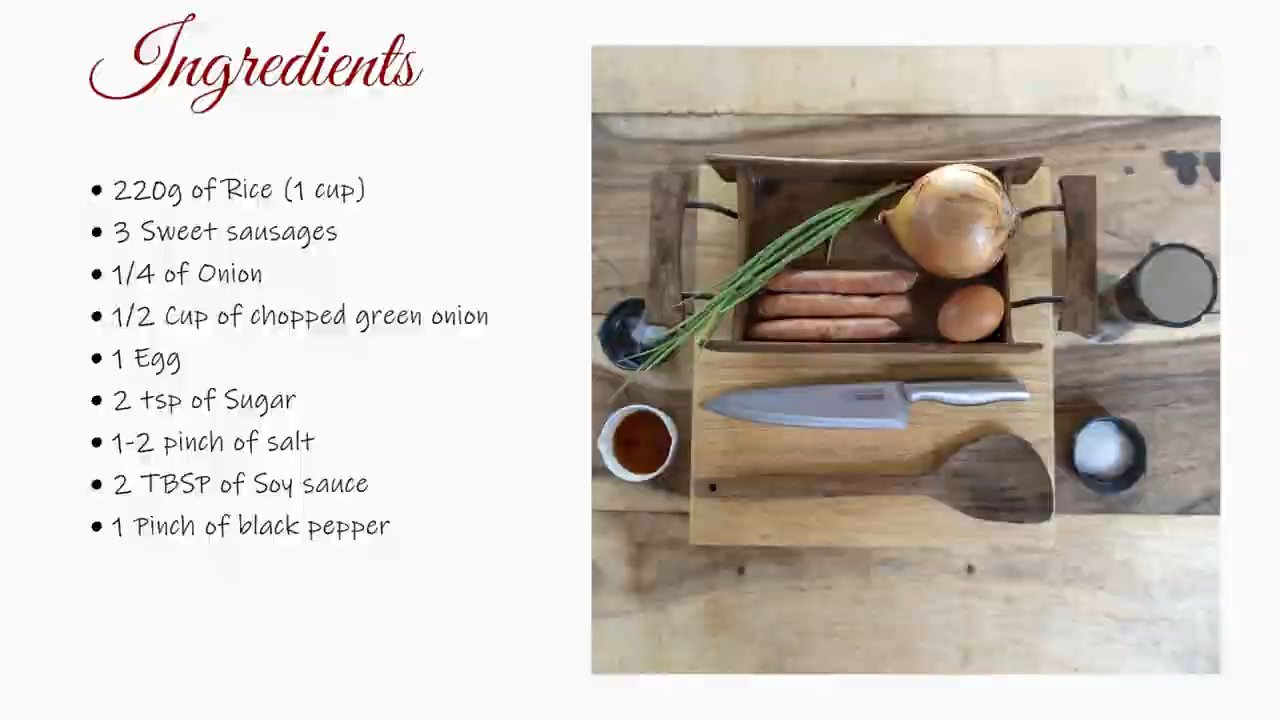 Ingredients
• 220g of Rice (1 cup)
• 3 Sweet sausages
• 1/4 of Onion
• 1/2 Cup of chopped green onion
• 1 Egg
• 2 tsp of Sugar
• 1-2 pinch of salt
• 2 TBSP of Soy sauce
• 1 Pinch of black pepper